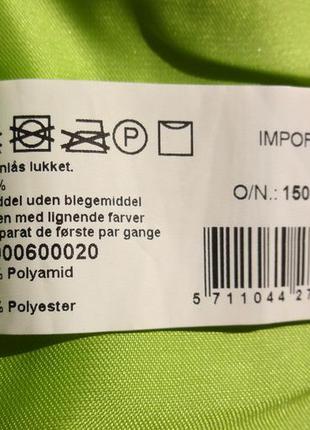 P
IMPOR
nlås lukket.
%
ddel uden blegemiddel
en med lignende farver
parat de förste par gange
000600020
% Polyamid
% Polyester
O/N.: 150
5 711044 27